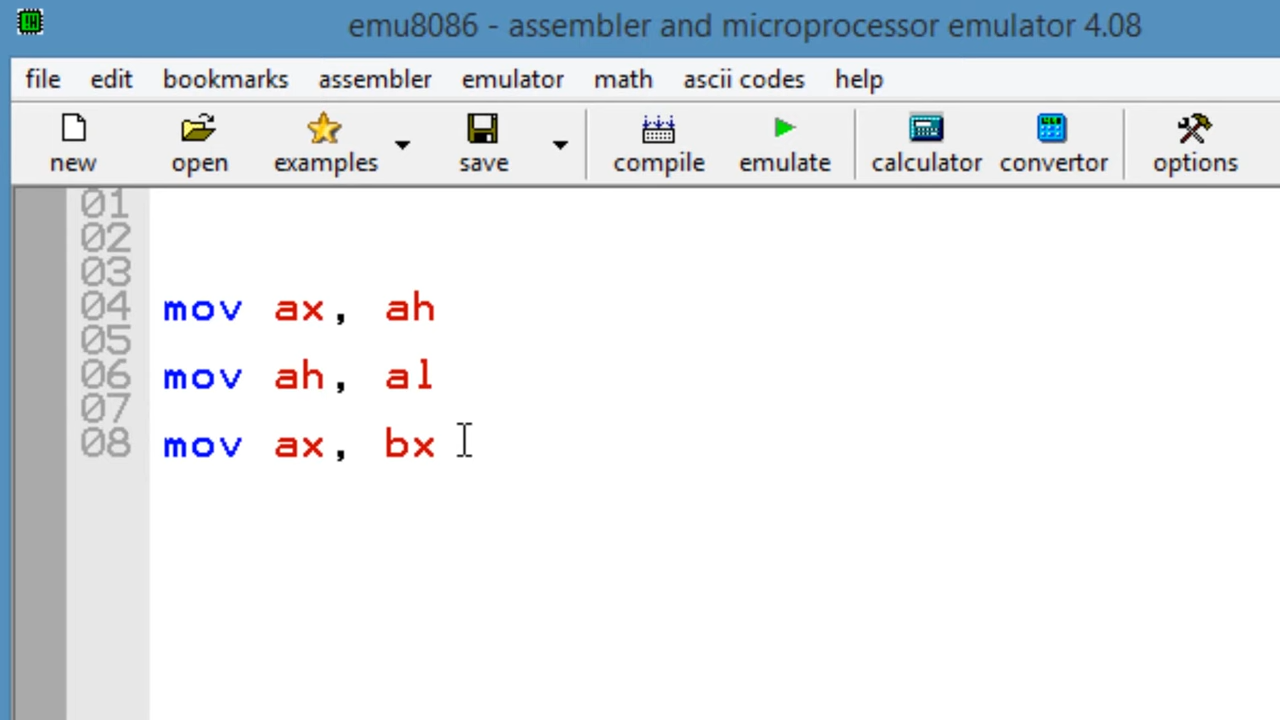 emu8086 - assembler and microprocessor emulator 4.08
file edit bookmarks assembler emulator math ascii codes help
new open examples save compile emulate calculator convertor options
01
02
03
04 mov ax, ah
05
06 mov ah, al
07
08 mov ax, bx